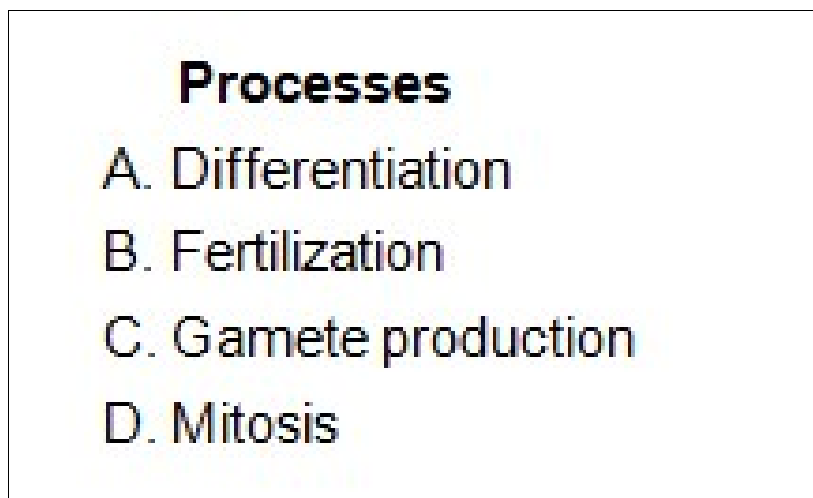 Processes
A. Differentiation
B. Fertilization
C. Gamete production
D. Mitosis